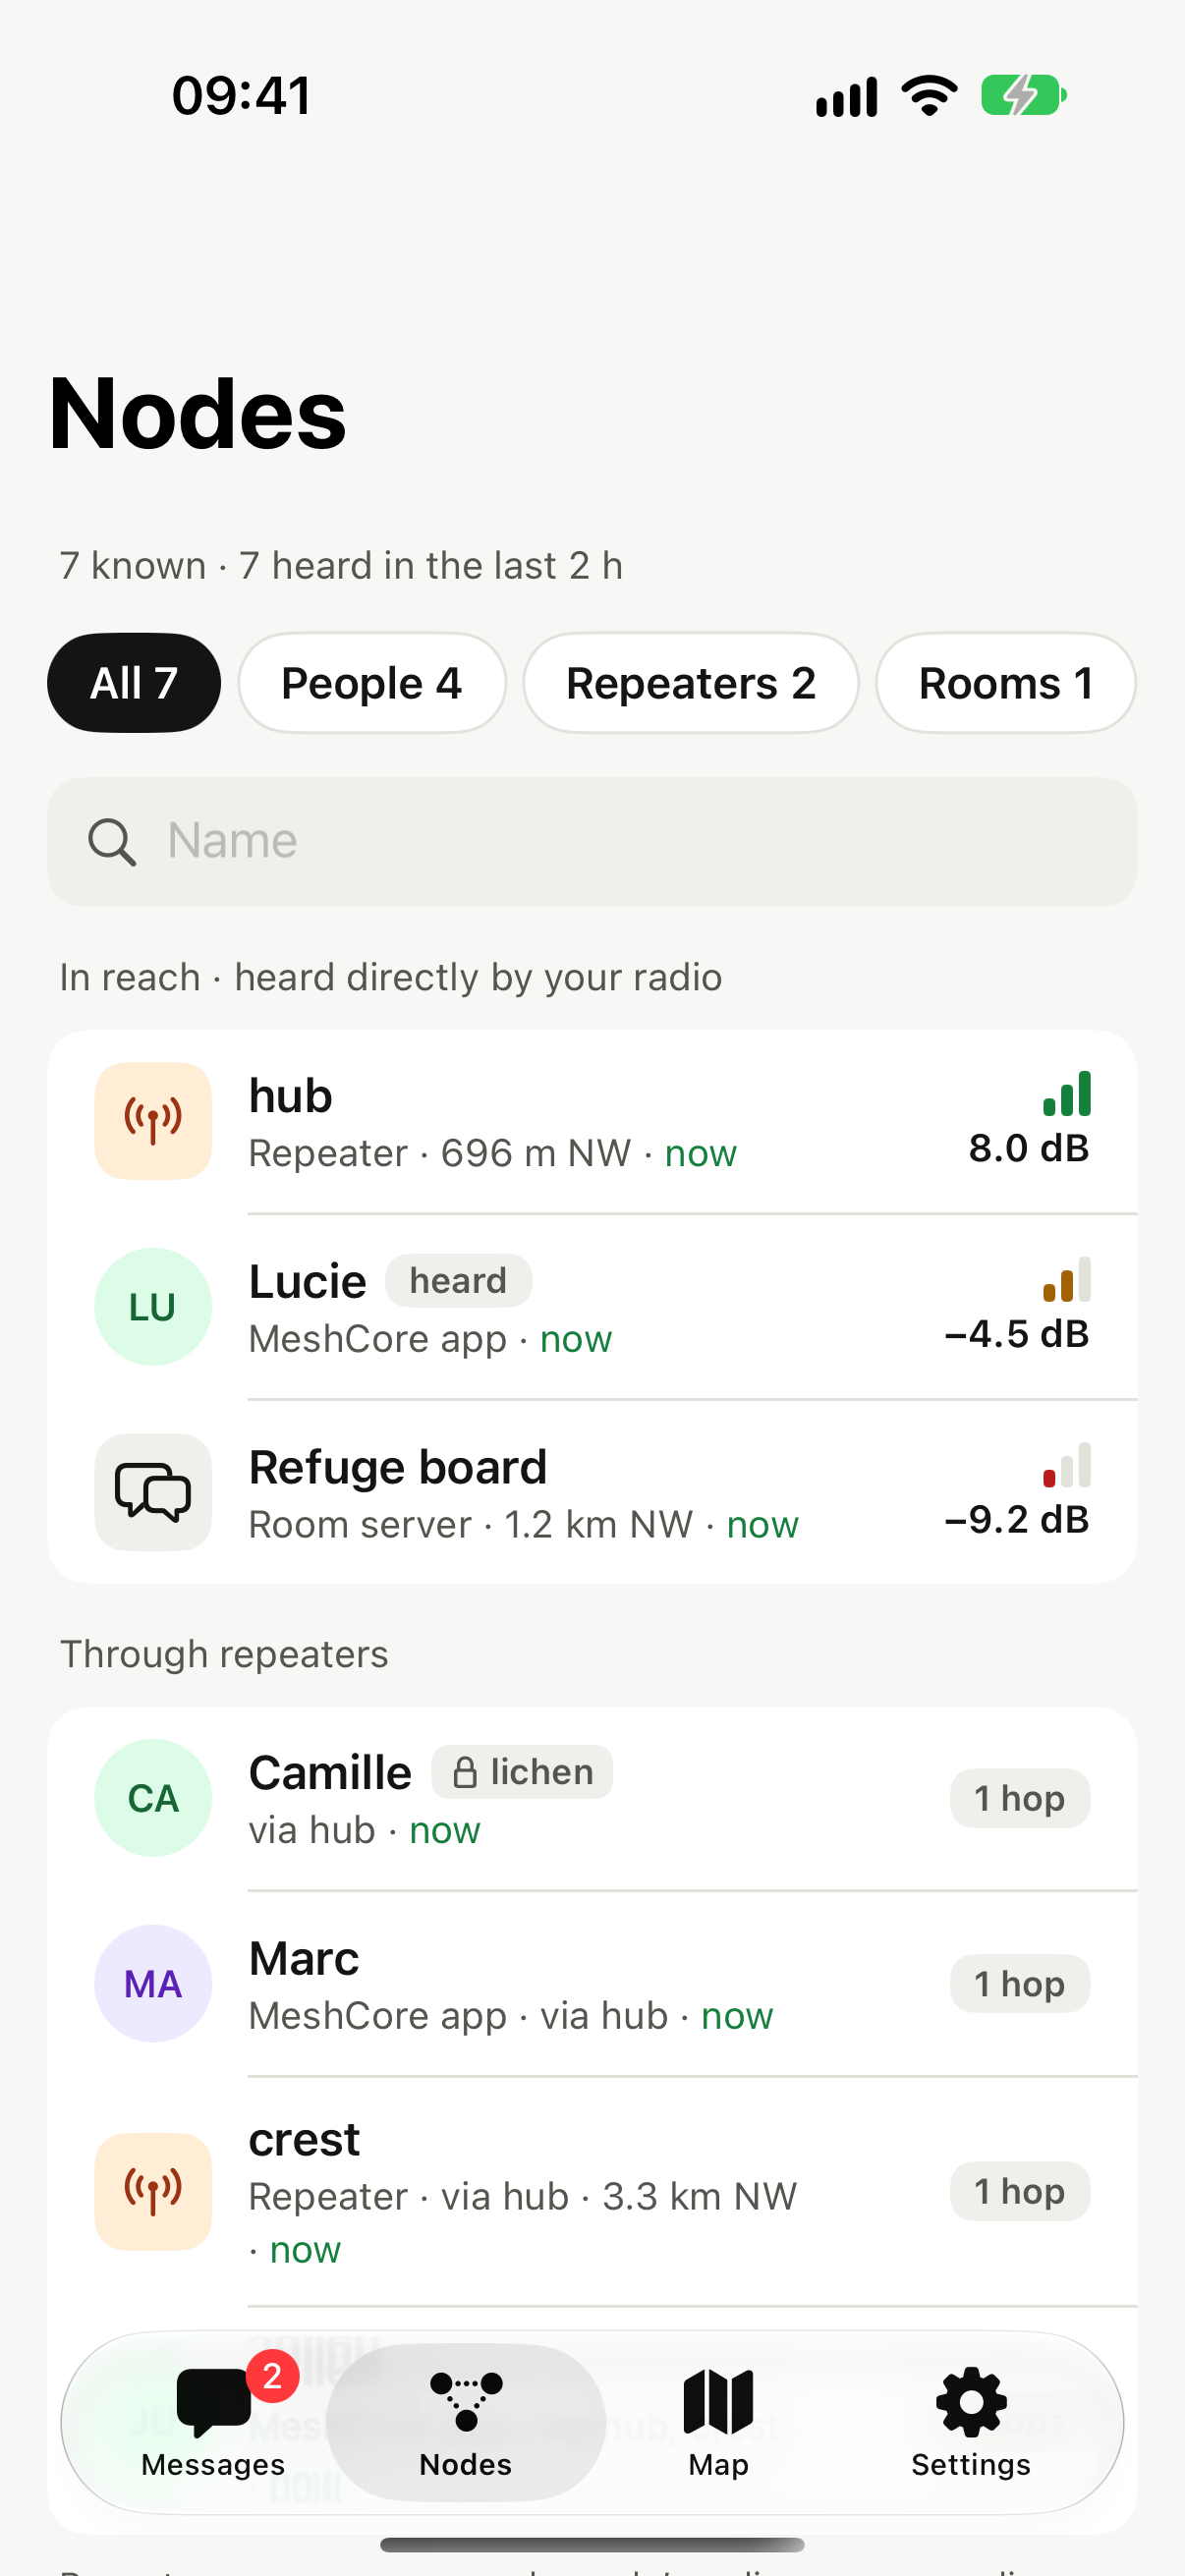 09:41
Nodes
7 known · 7 heard in the last 2 h
All 7
People 4
Repeaters 2
Rooms 1
Name
In reach · heard directly by your radio
hub
Repeater · 696 m NW · now
8.0 dB
LU
Lucie heard
MeshCore app · now
−4.5 dB
Refuge board
Room server · 1.2 km NW · now
−9.2 dB
Through repeaters
CA
Camille lichen
via hub · now
1 hop
MA
Marc
MeshCore app · via hub · now
1 hop
crest
Repeater · via hub · 3.3 km NW
· now
1 hop
2
Messages
Nodes
Map
Settings